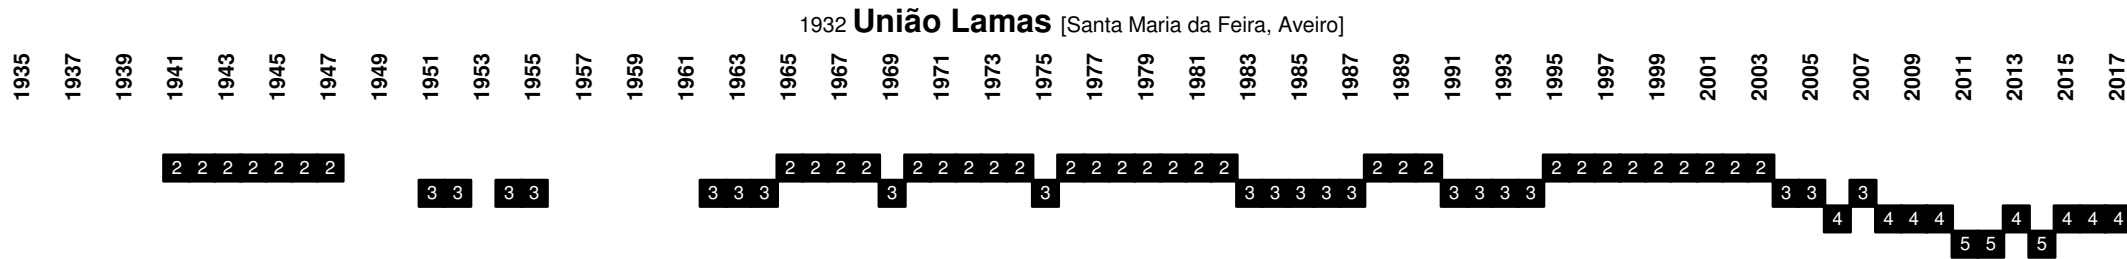 1932 União Lamas [Santa Maria da Feira, Aveiro]
1935 1937 1939 1941 1943 1945 1947 1949 1951 1953 1955 1957 1959 1961 1963 1965 1967 1969 1971 1973 1975 1977 1979 1981 1983 1985 1987 1989 1991 1993 1995 1997 1999 2001 2003 2005 2007 2009 2011 2013 2015 2017
2 2 2 2 2 2 2 2 2 2 2 2 2 2 2 2 2 2 2 2 2 2 2 2 2 2 2 2 2 2 2 2 2 2 2
3 3 3 3 3 3 3 3 3 3 3 3 3 3 3 3 3 3 3 3 3
4 4 4 4 4 4 4 4
5 5 5